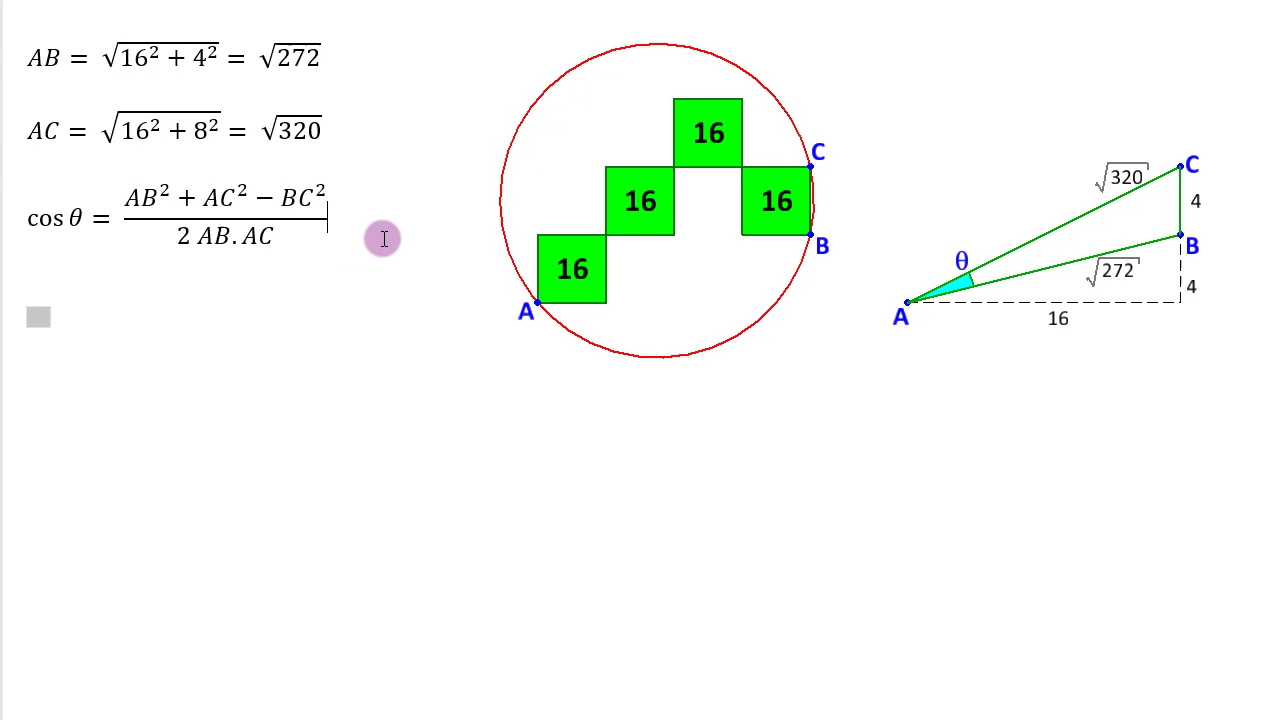 AB = √(16² + 4²) = √272
AC = √(16² + 8²) = √320
cos θ = (AB² + AC² − BC²) / (2 AB.AC)
16
C
16
16
B
16
A
√320
C
4
B
θ
√272
4
A
16